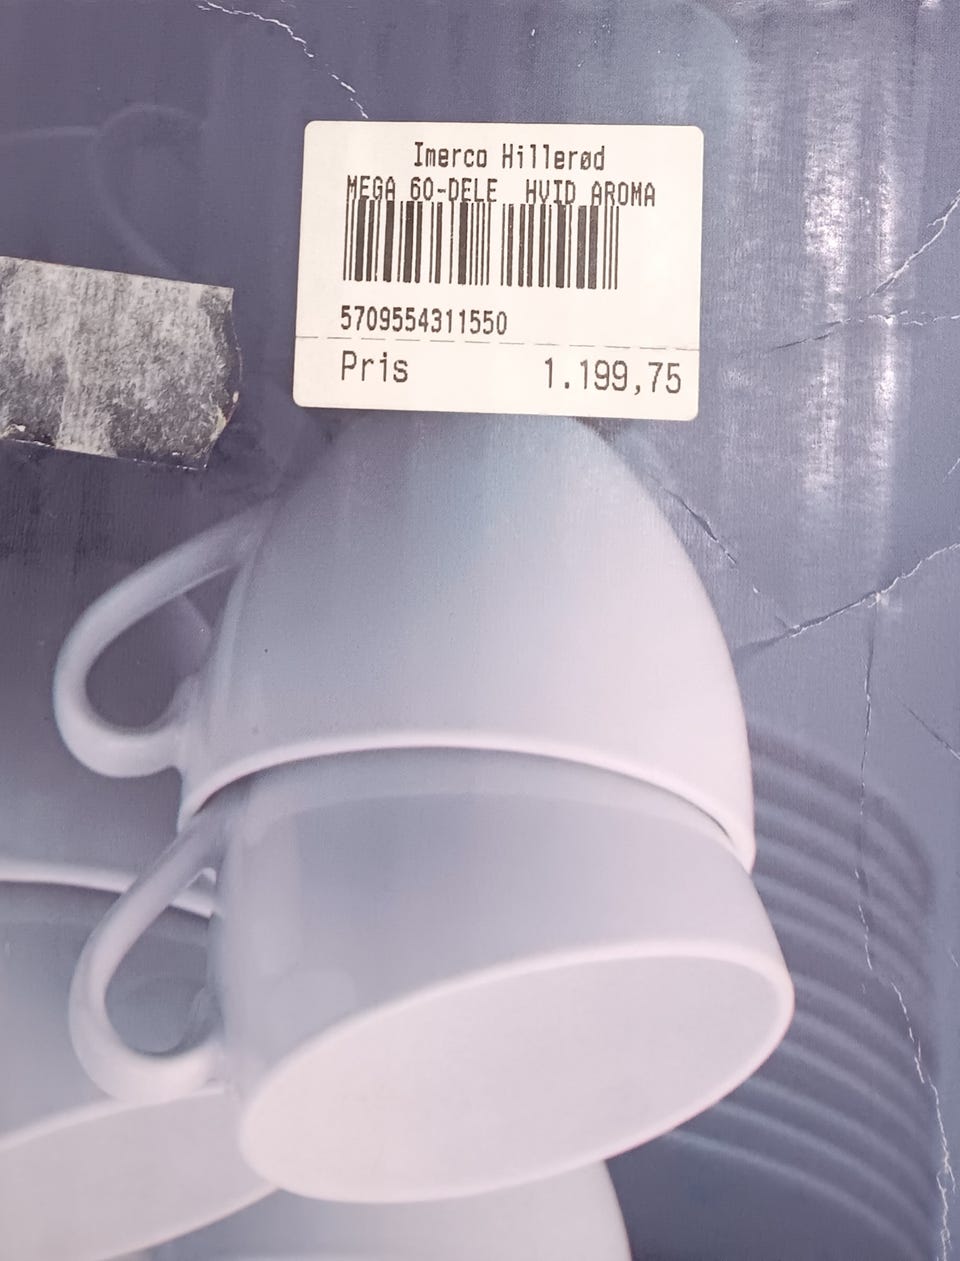 Imerco Hillerød
MEGA 60-DELE HVID AROMA
5709554311550
Pris 1.199,75